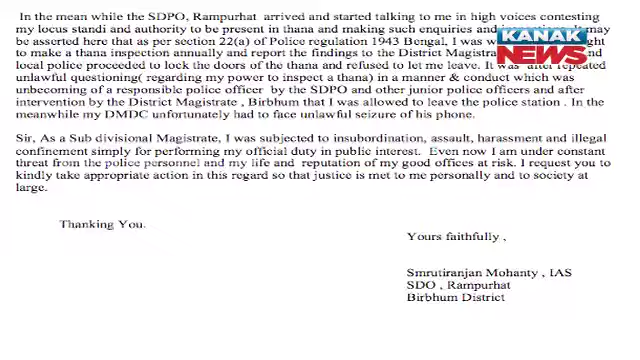 In the mean while the SDPO, Rampurhat arrived and started talking to me in high voices contesting
my locus standi and authority to be present in thana and making such enquiries and may
be asserted here that as per section 22(a) of Police regulation 1943 Bengal, I was w ght
to make a thana inspection annually and report the findings to the District Magistra nd
local police proceeded to lock the doors of the thana and refused to let me leave. It was after repeated
unlawful questioning( regarding my power to inspect a thana) in a manner & conduct which was
unbecoming of a responsible police officer by the SDPO and other junior police officers and after
intervention by the District Magistrate , Birbhum that I was allowed to leave the police station . In the
meanwhile my DMDC unfortunately had to face unlawful seizure of his phone.
Sir, As a Sub divisional Magistrate, I was subjected to insubordination, assault, harassment and illegal
confinement simply for performing my official duty in public interest. Even now I am under constant
threat from the police personnel and my life and reputation of my good offices at risk. I request you to
kindly take appropriate action in this regard so that justice is met to me personally and to society at
large.
Thanking You.
Yours faithfully ,
Smrutiranjan Mohanty , IAS
SDO , Rampurhat
Birbhum District
KANAK
NEWS